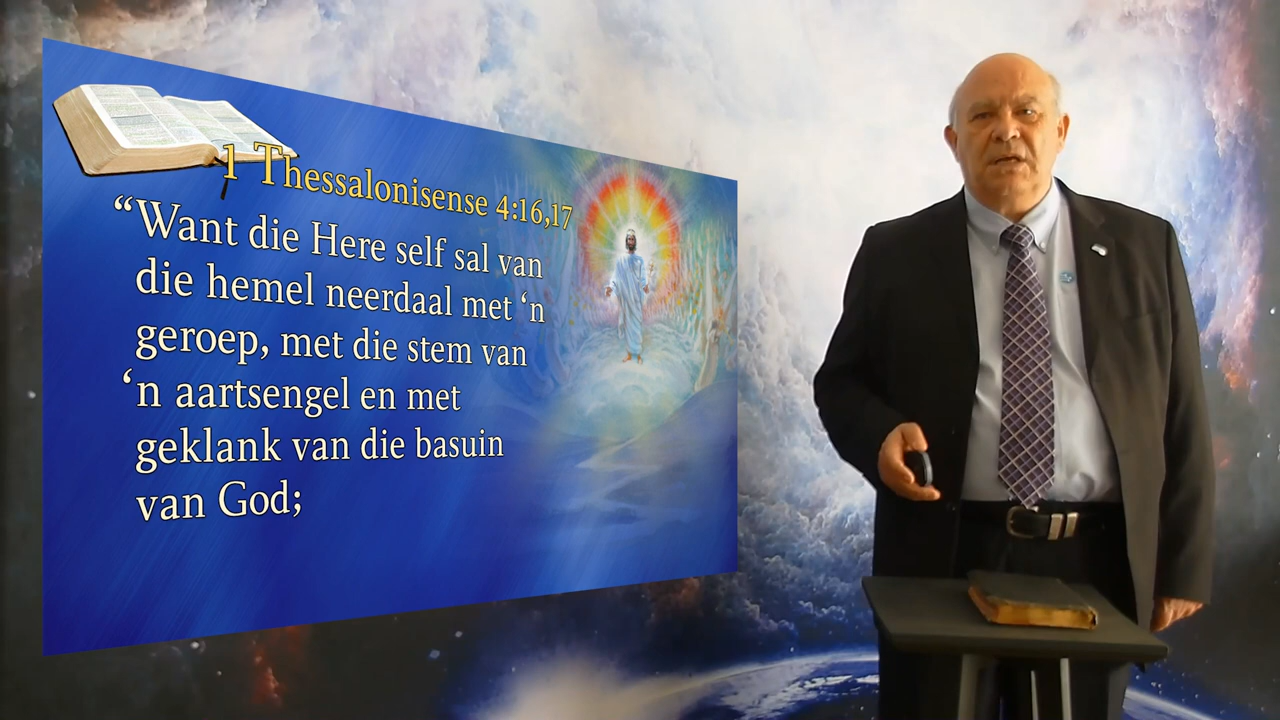 1 Thessalonisense 4:16,17
“Want die Here self sal van
die hemel neerdaal met ‘n
geroep, met die stem van
‘n aartsengel en met
geklank van die basuin
van God;